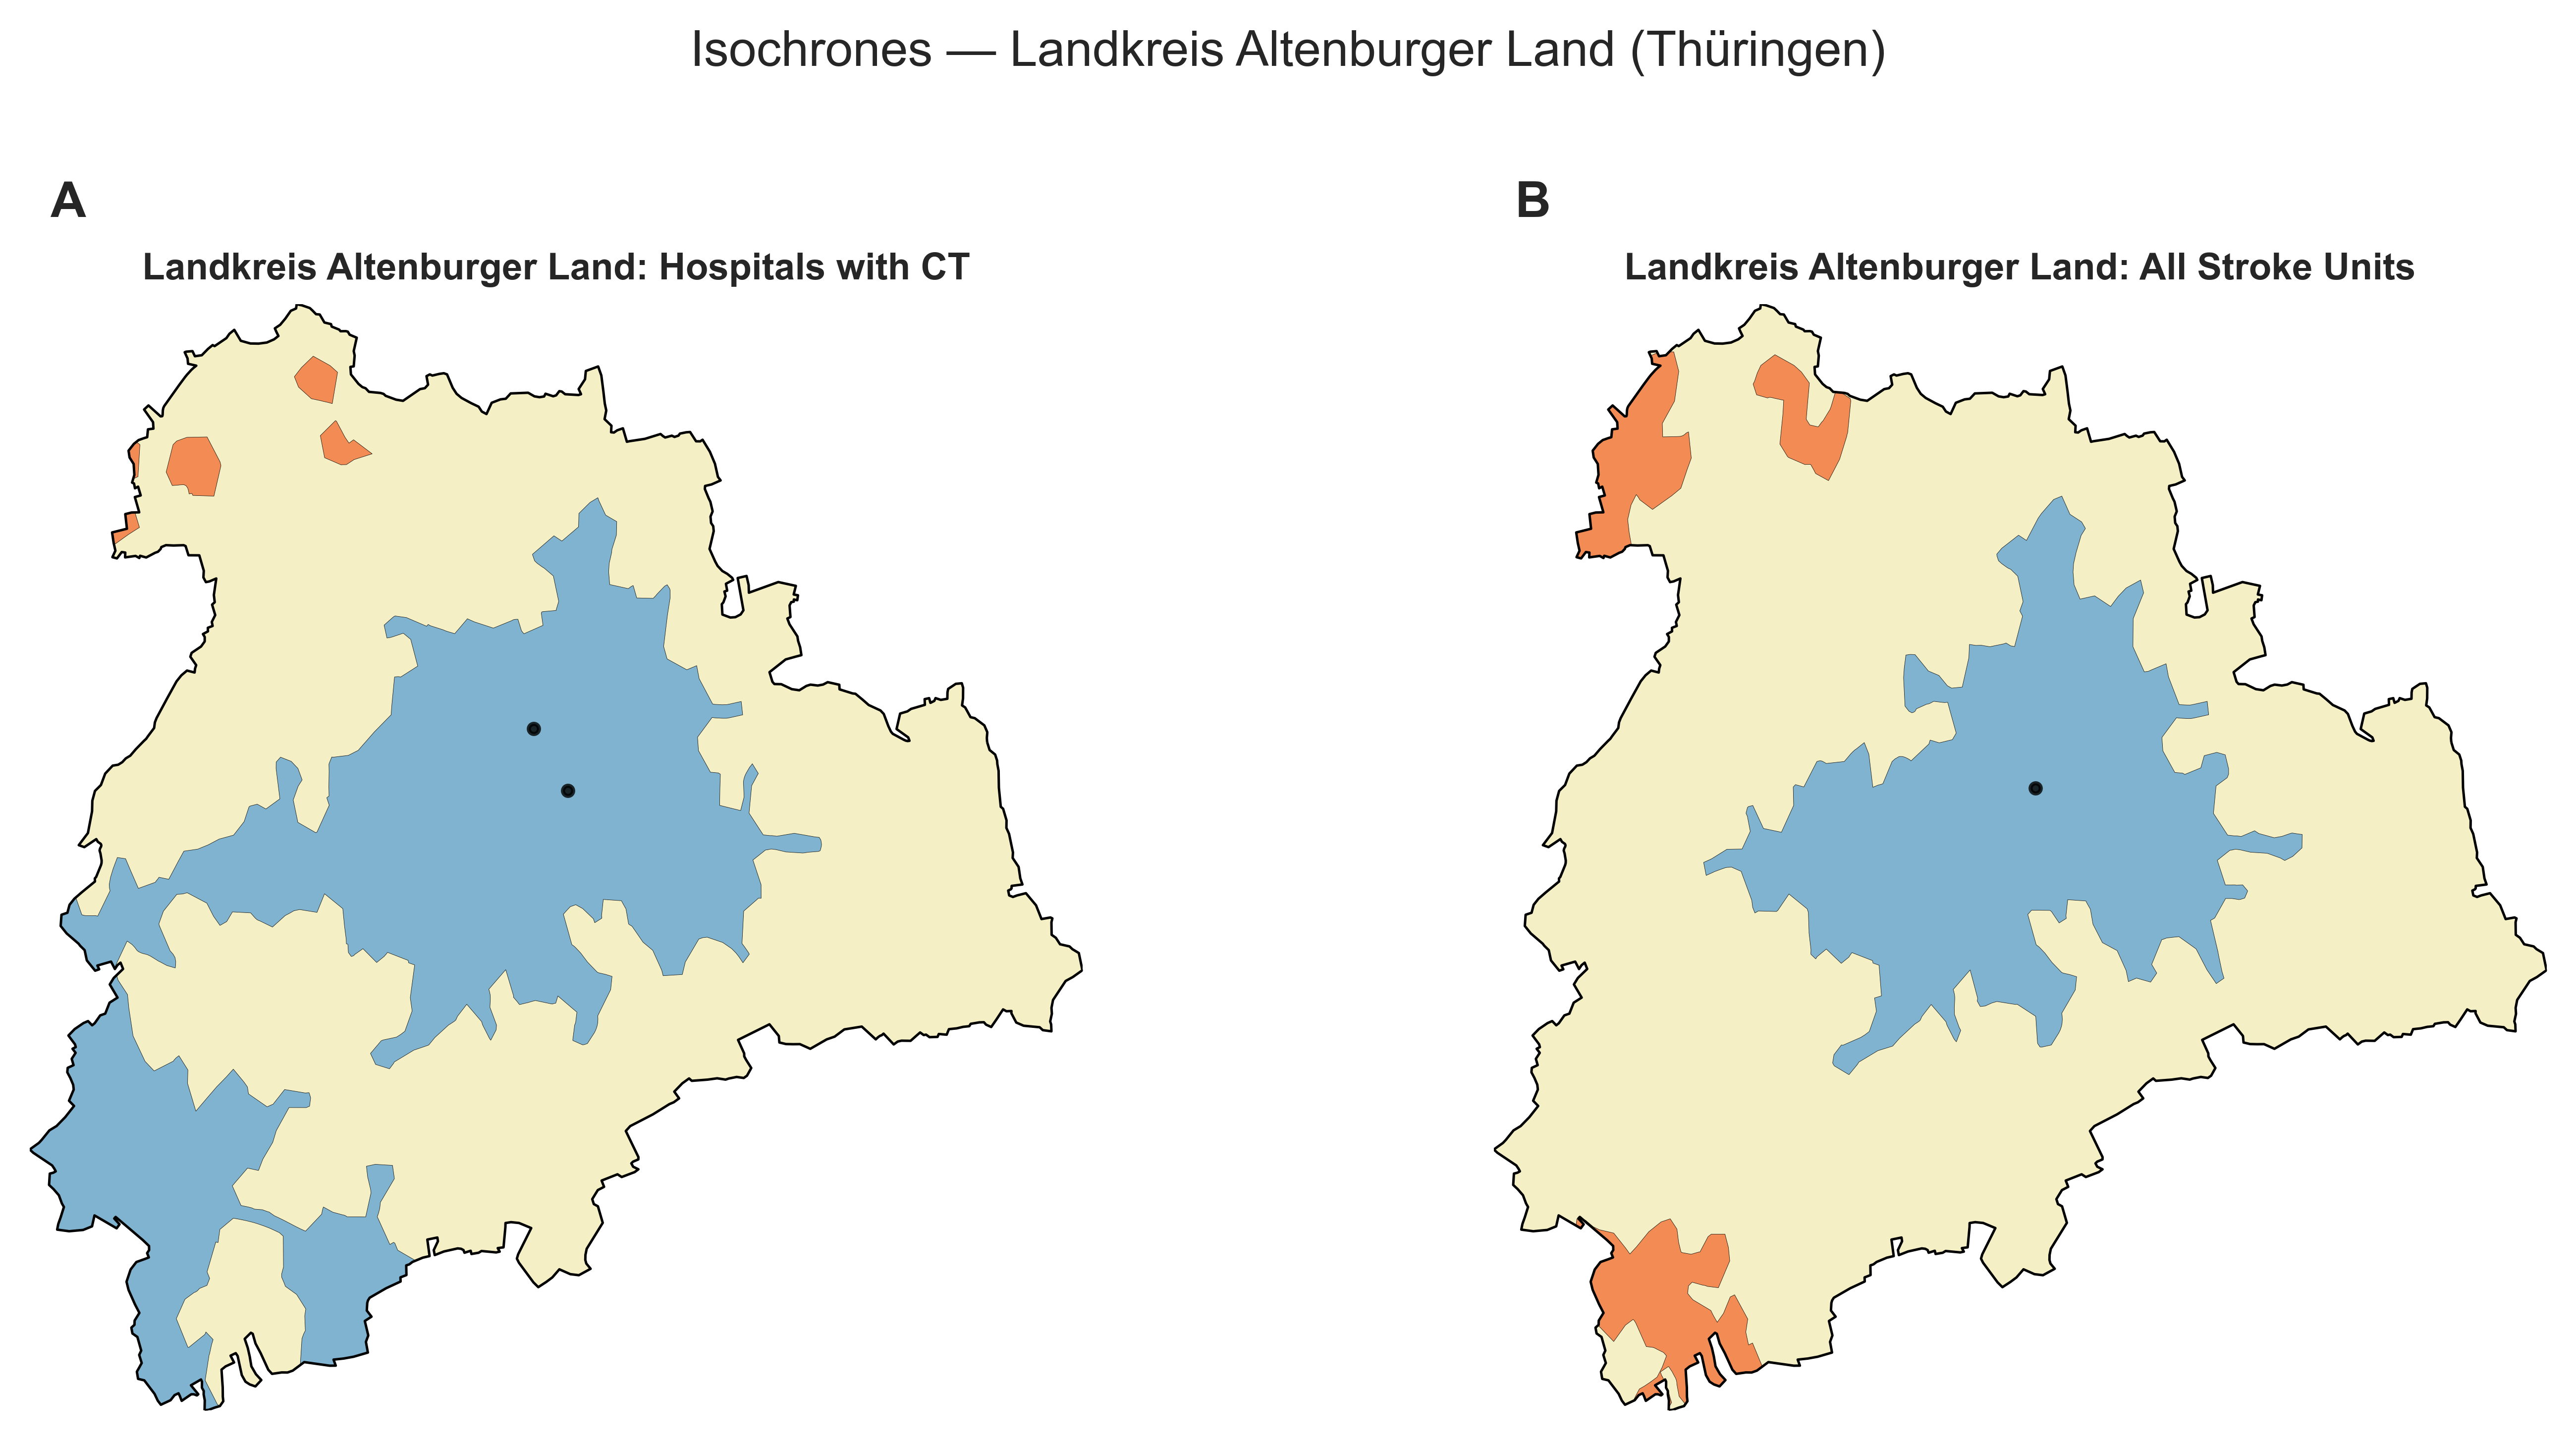 Isochrones — Landkreis Altenburger Land (Thüringen)
A
B
Landkreis Altenburger Land: Hospitals with CT
Landkreis Altenburger Land: All Stroke Units